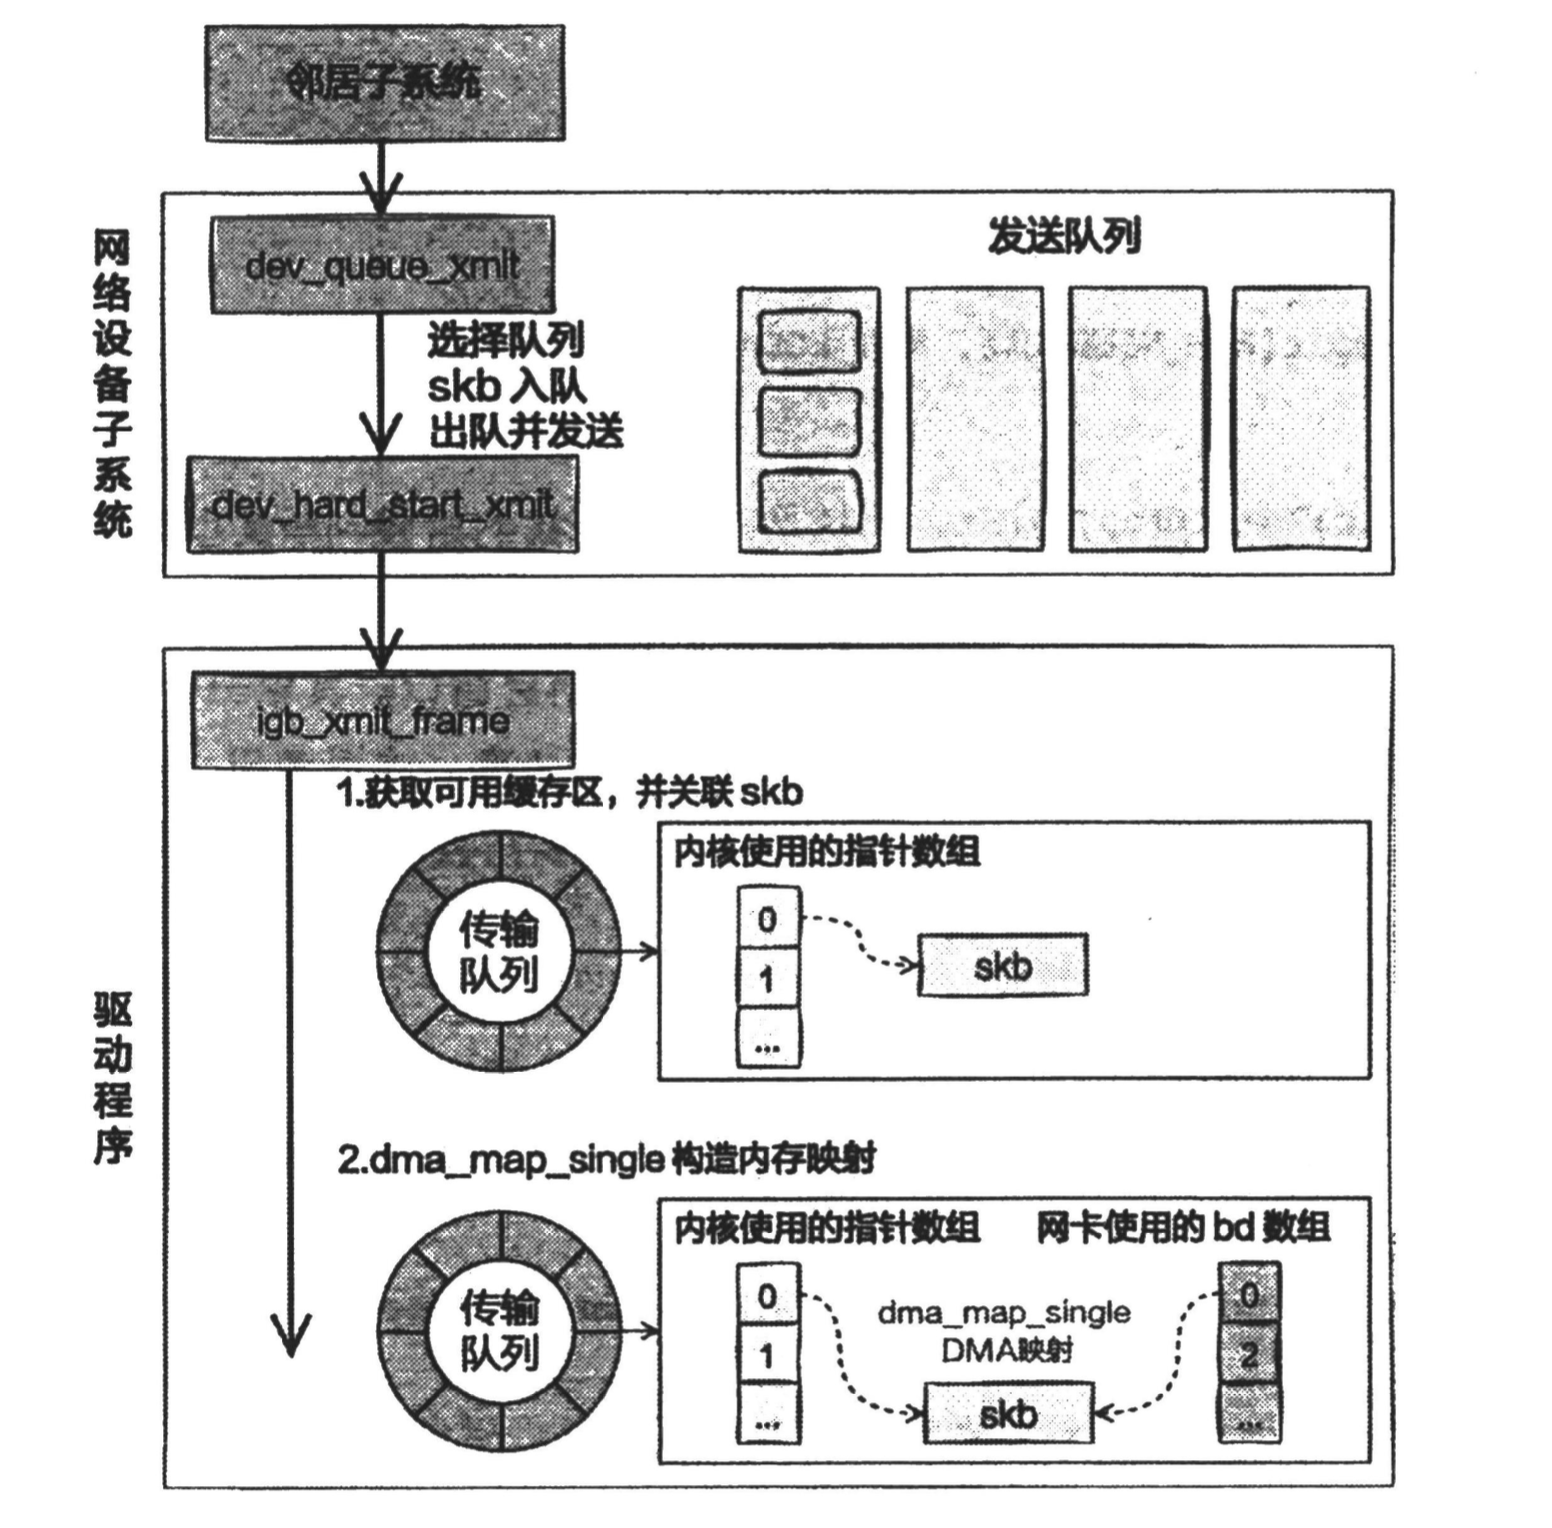 邻居子系统
网络设备子系统
dev_queue_xmit
发送队列
选择队列
skb 入队
出队并发送
dev_hard_start_xmit
驱动程序
igb_xmit_frame
1.获取可用缓存区，并关联 skb
传输
队列
内核使用的指针数组
0
1
...
skb
2.dma_map_single 构造内存映射
传输
队列
内核使用的指针数组
网卡使用的 bd 数组
0
1
...
dma_map_single
DMA映射
skb
0
2
...